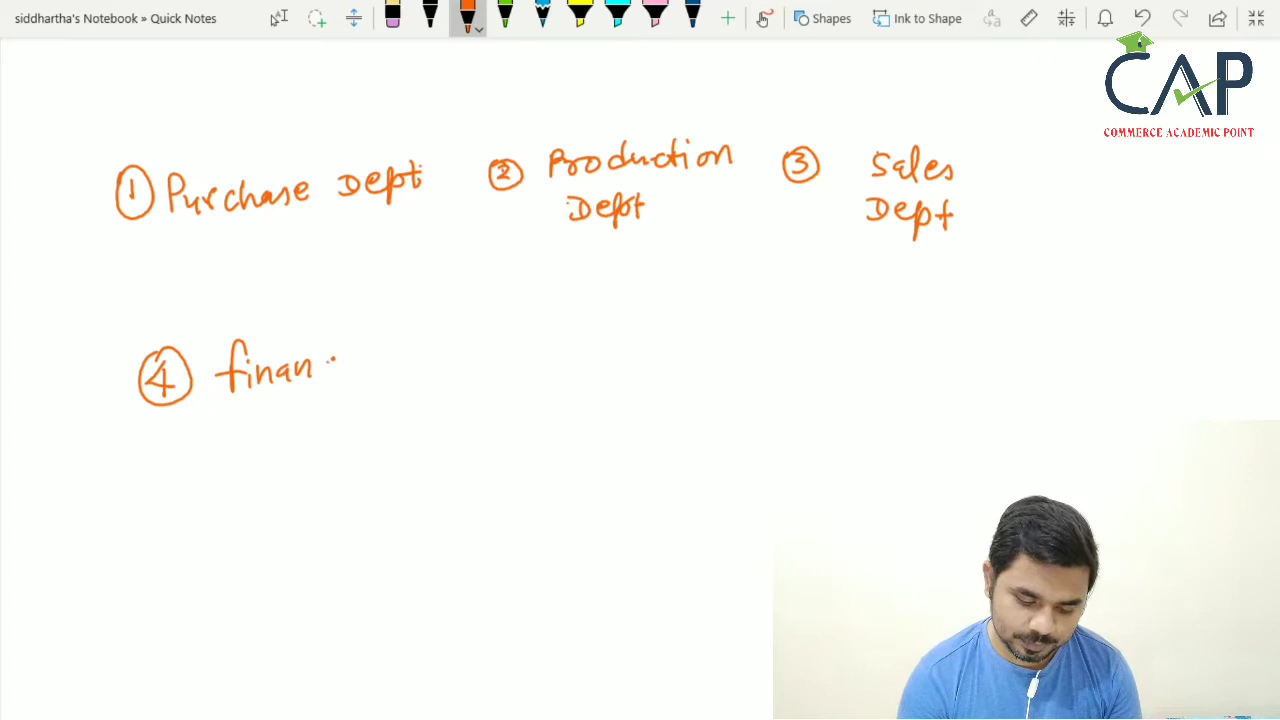 siddhartha's Notebook » Quick Notes
Shapes
Ink to Shape
CAP
COMMERCE ACADEMIC POINT
① Purchase Dept
② Production
Dept
③ Sales
Dept
④ finan